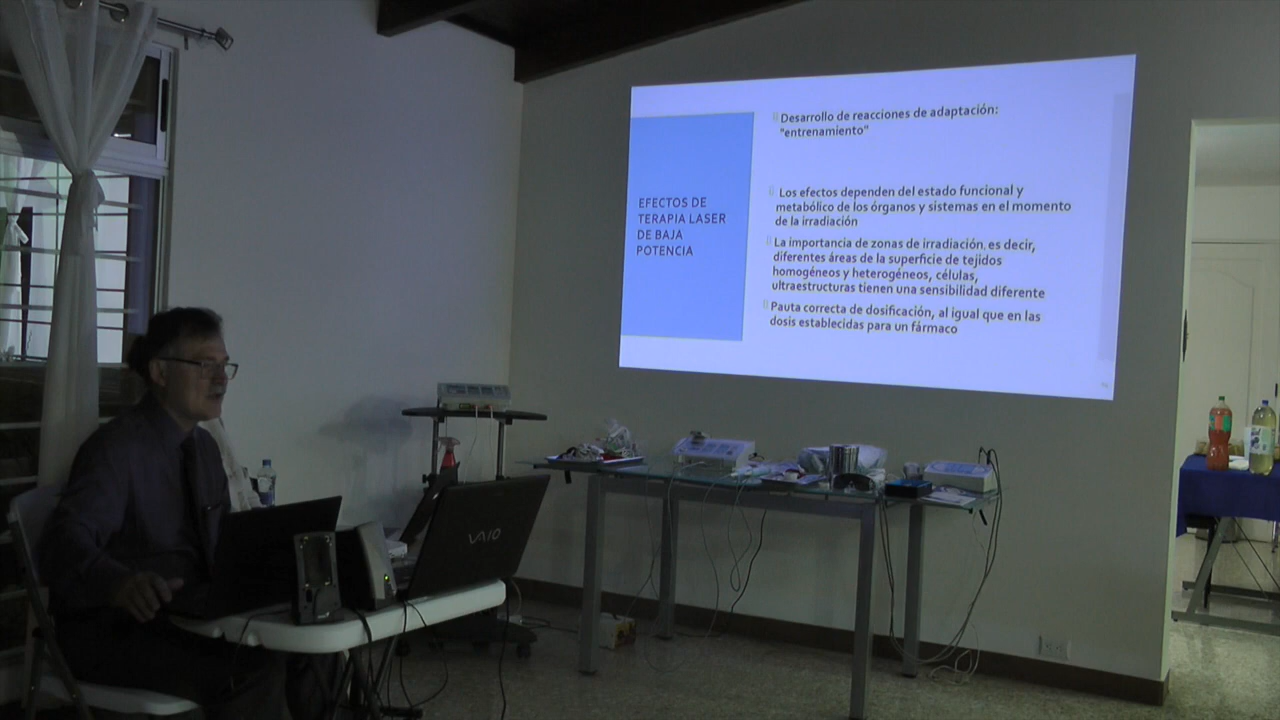 EFECTOS DE
TERAPIA LASER
DE BAJA
POTENCIA
Desarrollo de reacciones de adaptación:
"entrenamiento"
Los efectos dependen del estado funcional y
metabólico de los órganos y sistemas en el momento
de la irradiación
La importancia de zonas de irradiación, es decir,
diferentes áreas de la superficie de tejidos
homogéneos y heterogéneos, células,
ultraestructuras tienen una sensibilidad diferente
Pauta correcta de dosificación, al igual que en las
dosis establecidas para un fármaco
VAIO